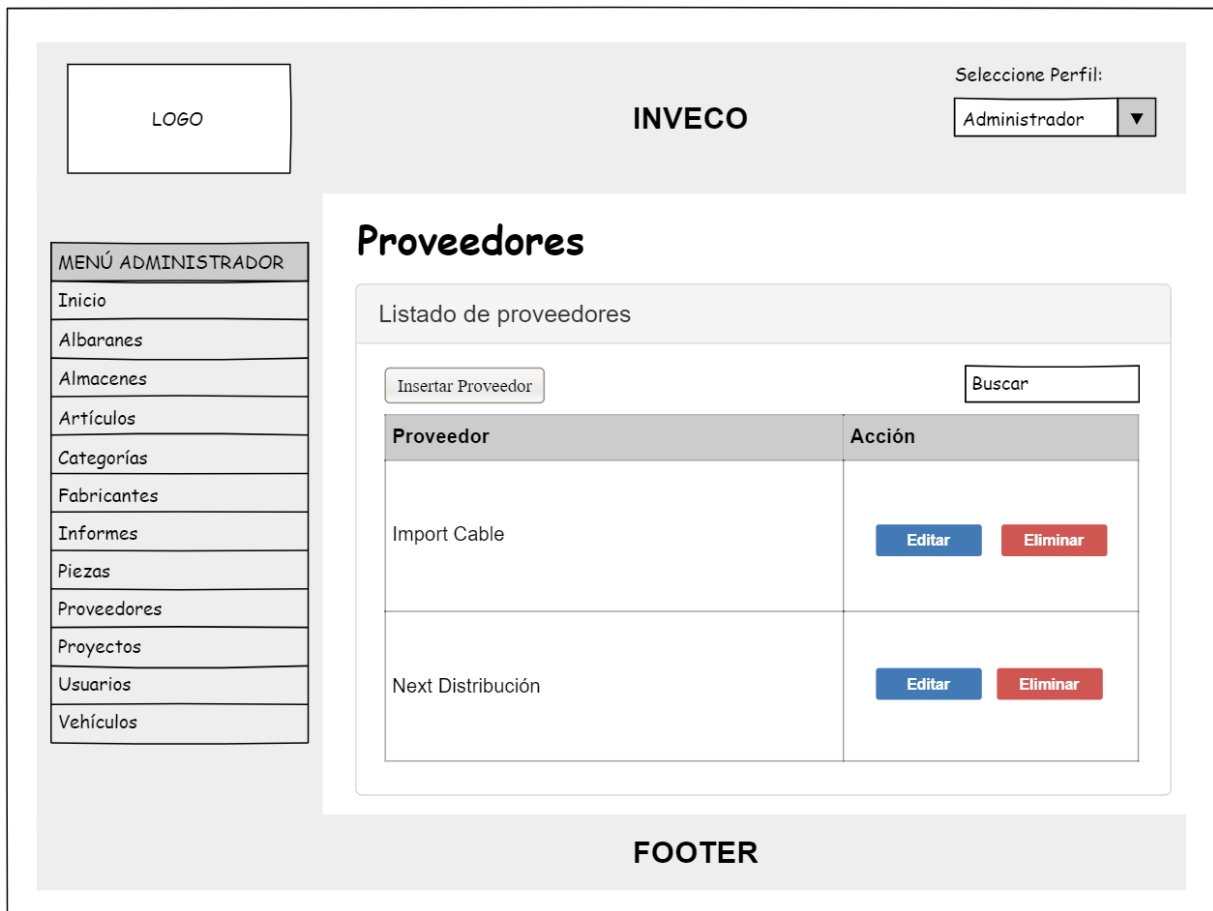 LOGO
INVECO
Seleccione Perfil:
Administrador
MENÚ ADMINISTRADOR
Inicio
Albaranes
Almacenes
Artículos
Categorías
Fabricantes
Informes
Piezas
Proveedores
Proyectos
Usuarios
Vehículos
Proveedores
Listado de proveedores
Insertar Proveedor
Buscar
Proveedor Acción
Import Cable Editar Eliminar
Next Distribución Editar Eliminar
FOOTER